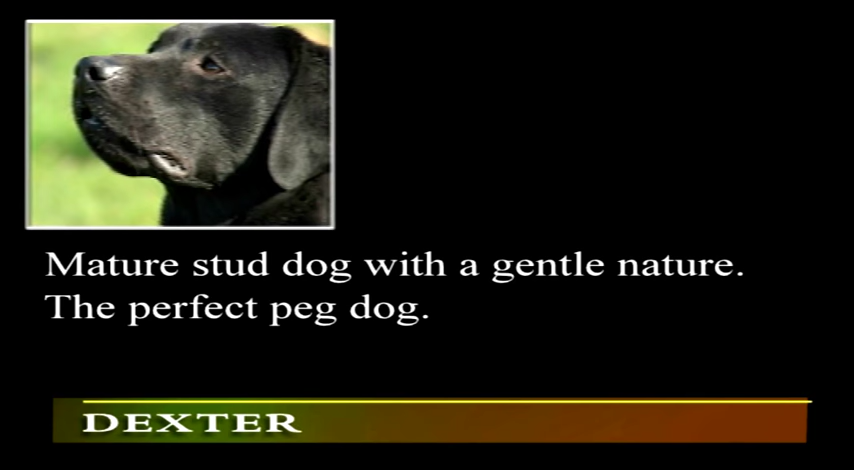 Mature stud dog with a gentle nature.
The perfect peg dog.
DEXTER